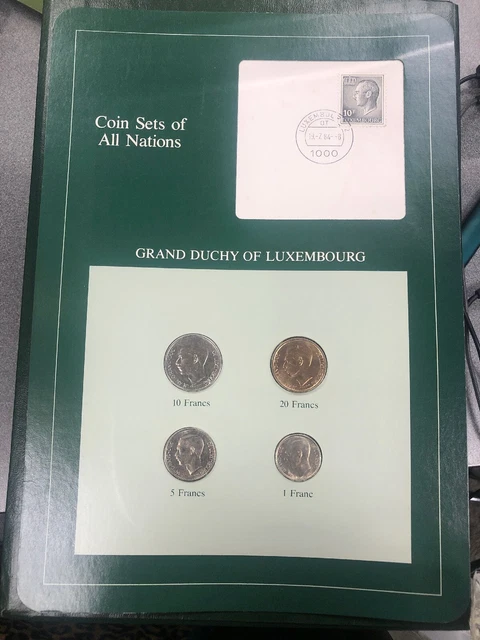 Coin Sets of
All Nations
10F
LUXEMBOURG
1000
GRAND DUCHY OF LUXEMBOURG
10 Francs
20 Francs
5 Francs
1 Franc